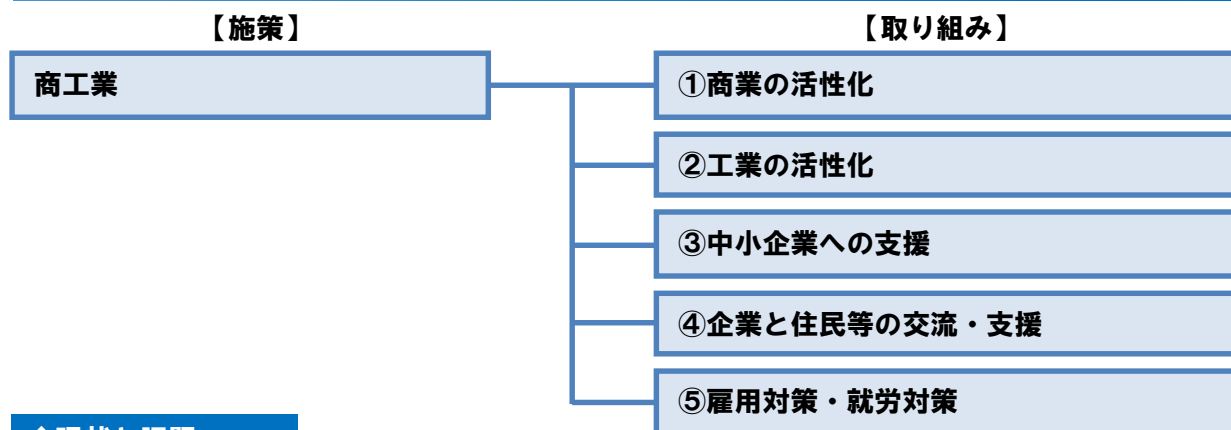 【施策】
【取り組み】
商工業
①商業の活性化
②工業の活性化
③中小企業への支援
④企業と住民等の交流・支援
⑤雇用対策・就労対策